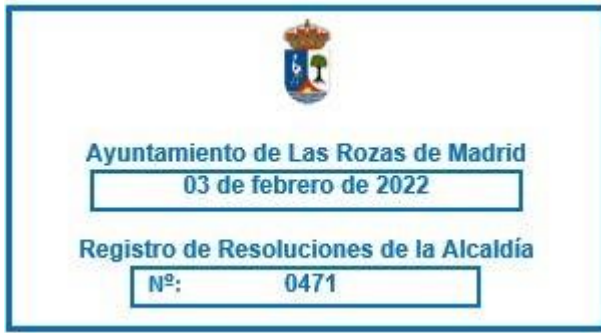 Ayuntamiento de Las Rozas de Madrid
03 de febrero de 2022
Registro de Resoluciones de la Alcaldía
Nº: 0471